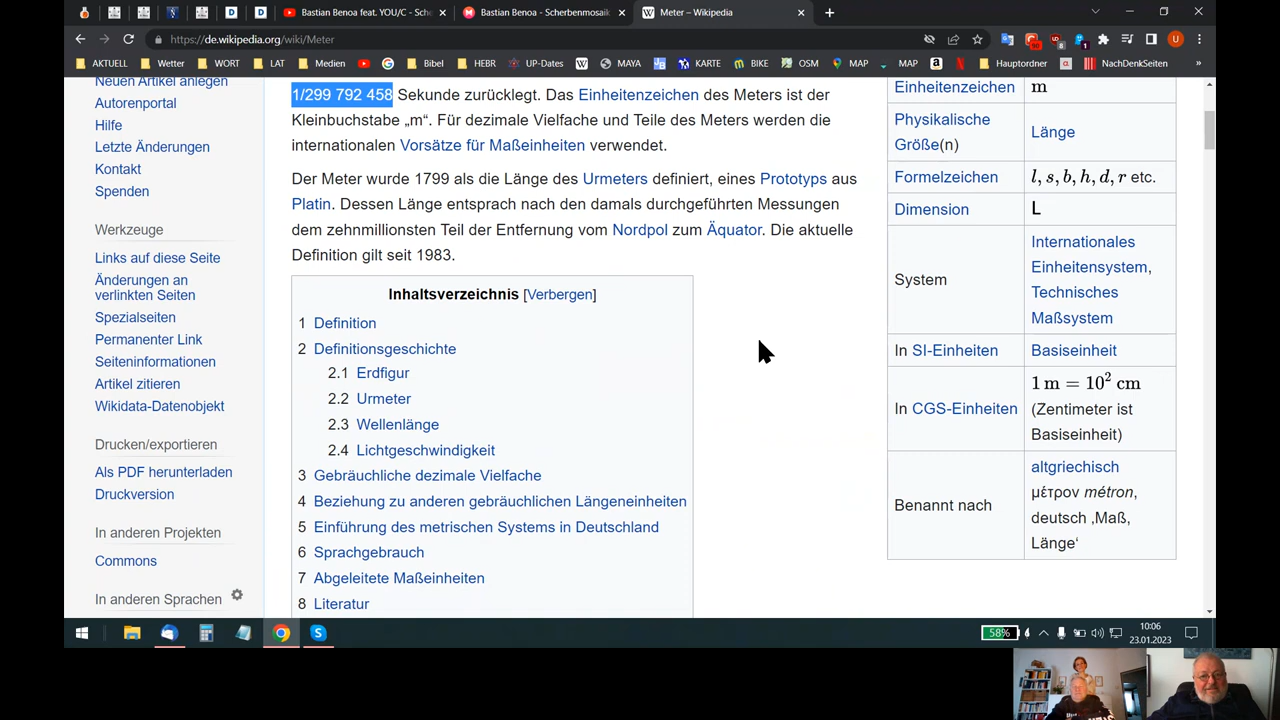 Bastian Benoa feat. YOU/C - Sche
Bastian Benoa - Scherbenmosaik
Meter – Wikipedia
https://de.wikipedia.org/wiki/Meter
AKTUELL
Wetter
WORT
LAT
Medien
Bibel
HEBR
UP-Dates
MAYA
KARTE
BIKE
OPS
OSM
MAP
MAP
Hauptordner
NachDenkSeiten
Neuen Artikel anlegen
Autorenportal
Hilfe
Letzte Änderungen
Kontakt
Spenden
Werkzeuge
Links auf diese Seite
Änderungen an
verlinkten Seiten
Spezialseiten
Permanenter Link
Seiteninformationen
Artikel zitieren
Wikidata-Datenobjekt
Drucken/exportieren
Als PDF herunterladen
Druckversion
In anderen Projekten
Commons
In anderen Sprachen
1/299 792 458 Sekunde zurücklegt. Das Einheitenzeichen des Meters ist der
Kleinbuchstabe „m“. Für dezimale Vielfache und Teile des Meters werden die
internationalen Vorsätze für Maßeinheiten verwendet.
Der Meter wurde 1799 als die Länge des Urmeters definiert, eines Prototyps aus
Platin. Dessen Länge entsprach nach den damals durchgeführten Messungen
dem zehnmillionsten Teil der Entfernung vom Nordpol zum Äquator. Die aktuelle
Definition gilt seit 1983.
Inhaltsverzeichnis [Verbergen]
1 Definition
2 Definitionsgeschichte
2.1 Erdfigur
2.2 Urmeter
2.3 Wellenlänge
2.4 Lichtgeschwindigkeit
3 Gebräuchliche dezimale Vielfache
4 Beziehung zu anderen gebräuchlichen Längeneinheiten
5 Einführung des metrischen Systems in Deutschland
6 Sprachgebrauch
7 Abgeleitete Maßeinheiten
8 Literatur
Einheitenzeichen m
Physikalische
Größe(n)
Länge
Formelzeichen l, s, b, h, d, r etc.
Dimension L
System
Internationales
Einheitensystem,
Technisches
Maßsystem
In SI-Einheiten Basiseinheit
In CGS-Einheiten
1 m = 10² cm
(Zentimeter ist
Basiseinheit)
Benannt nach
altgriechisch
μέτρον métron,
deutsch ‚Maß,
Länge‘
58%
10:06
23.01.2023